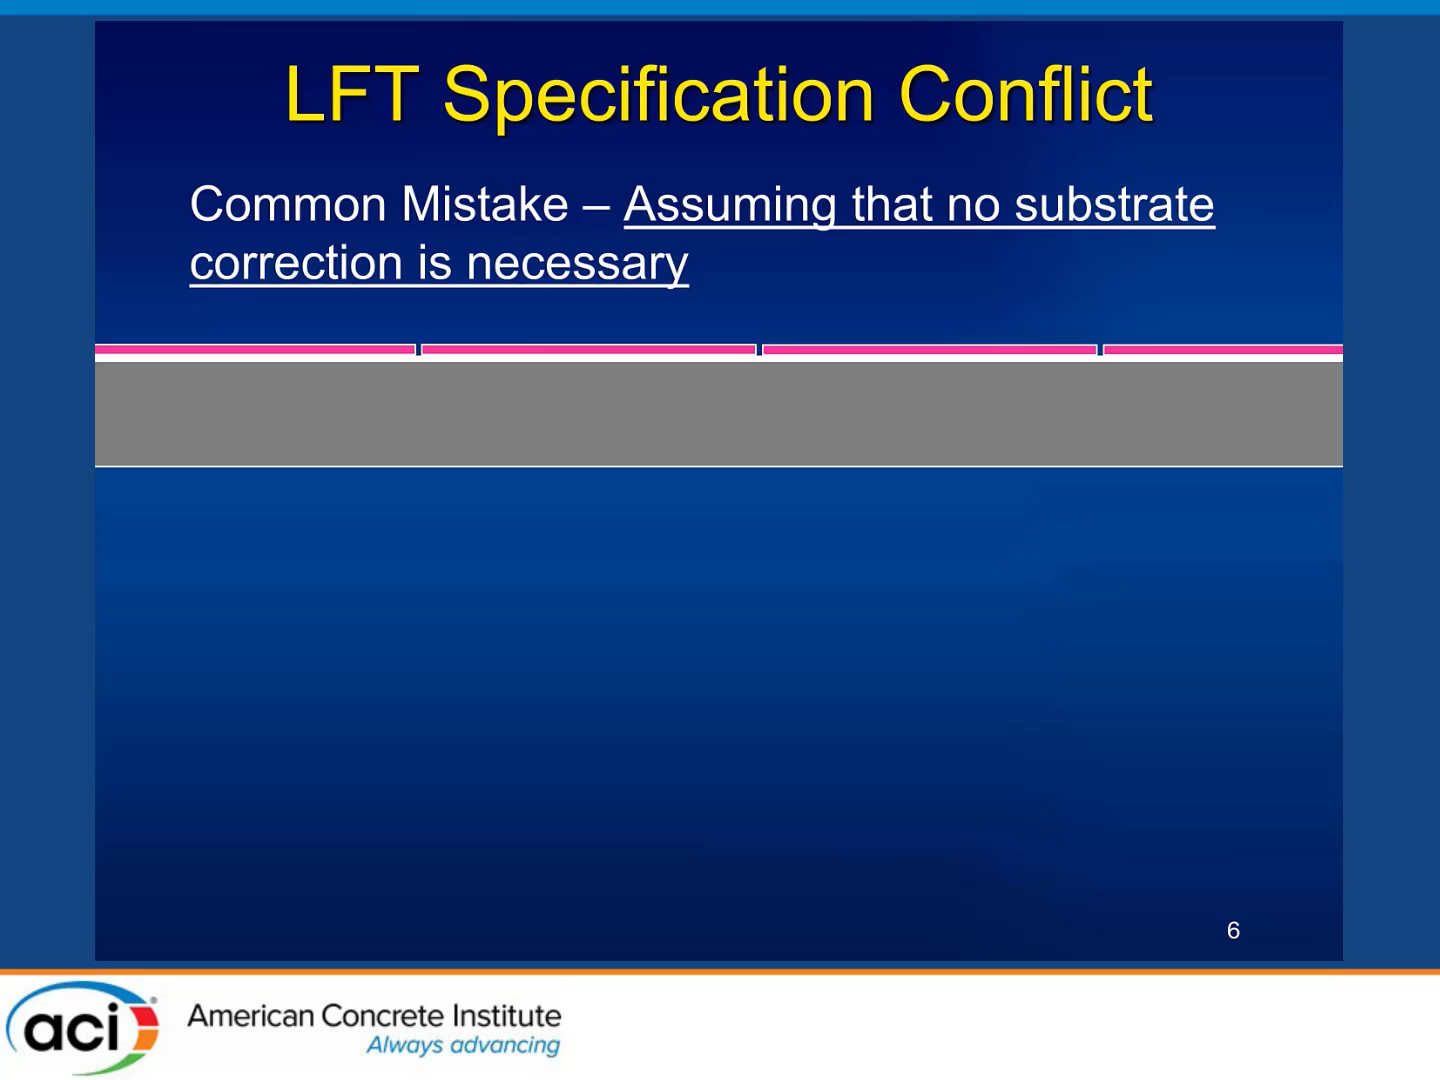 LFT Specification Conflict
Common Mistake – Assuming that no substrate
correction is necessary
6
aci
American Concrete Institute
Always advancing